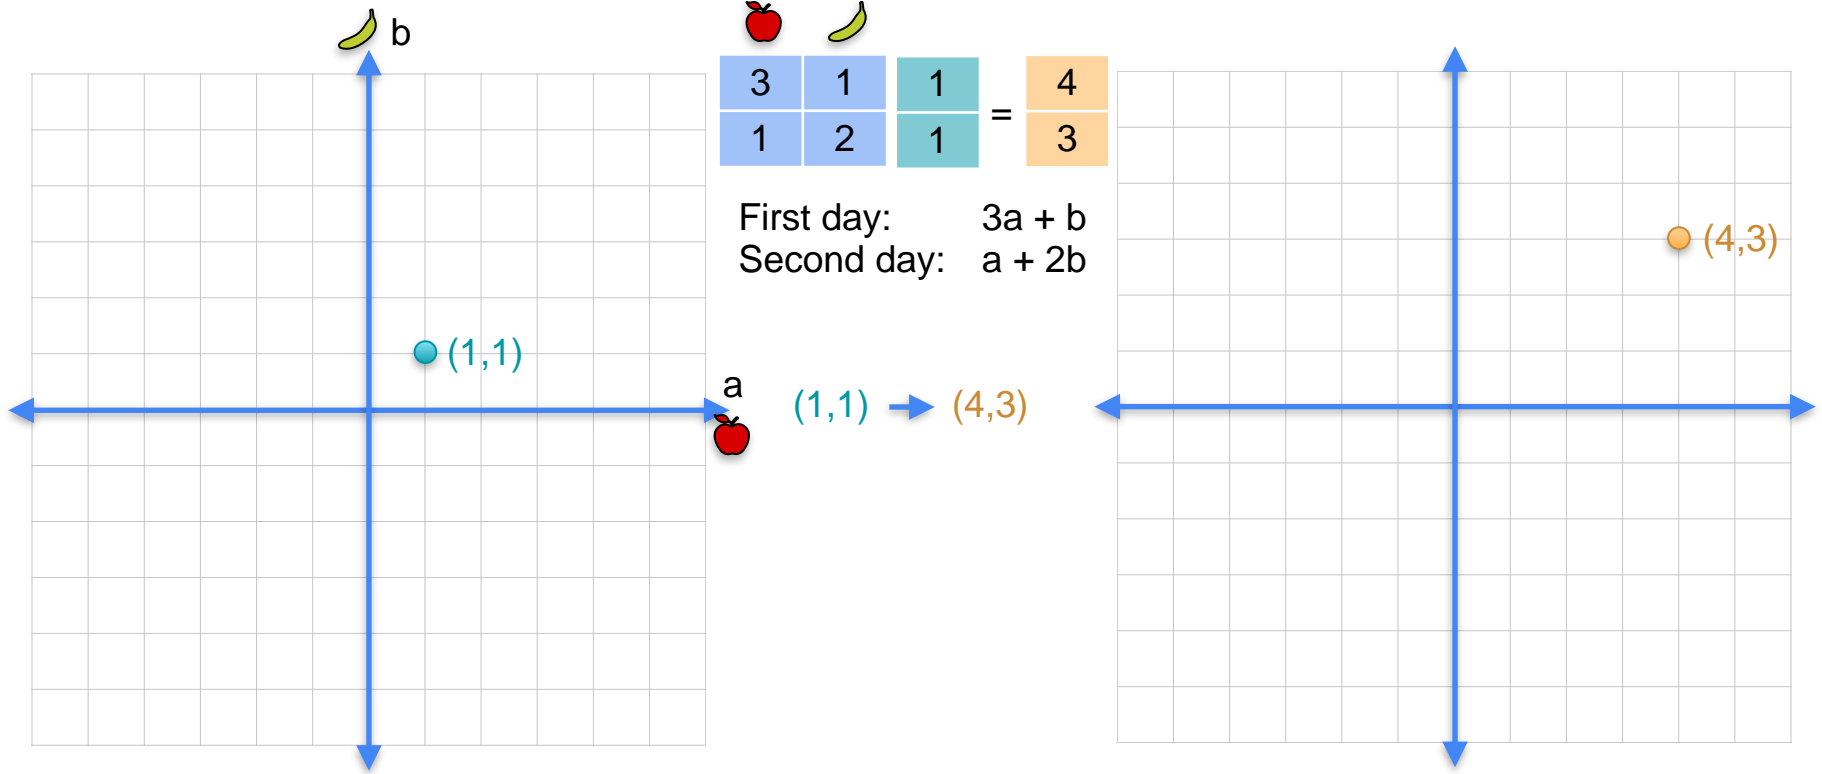 b
3 1 1 = 4
1 2 1 3
First day: 3a + b
Second day: a + 2b
(4,3)
(1,1)
a
(1,1) (4,3)